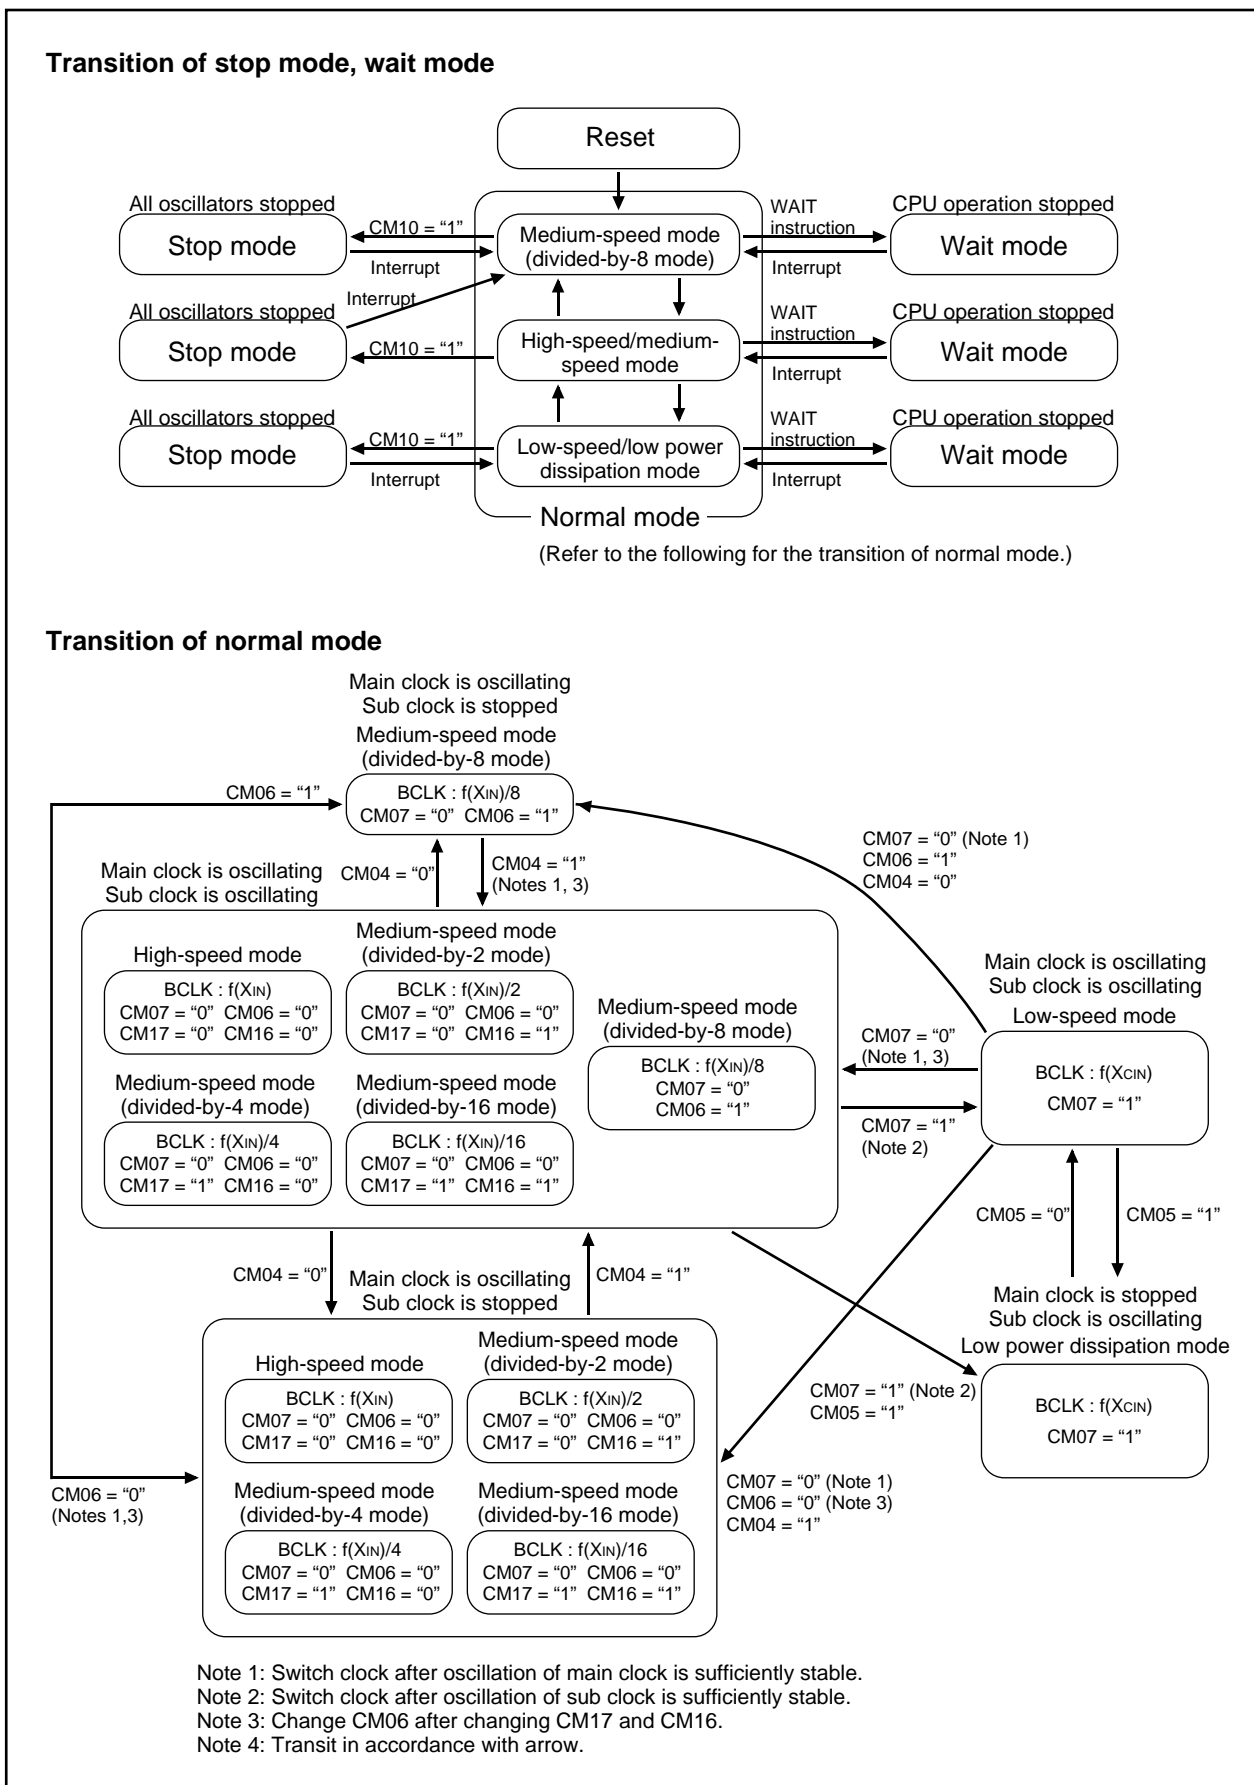 Transition of stop mode, wait mode
Reset
All oscillators stopped
Stop mode
CM10 = “1”
Interrupt
Medium-speed mode
(divided-by-8 mode)
WAIT
instruction
Interrupt
CPU operation stopped
Wait mode
Interrupt
All oscillators stopped
Stop mode
CM10 = “1”
High-speed/medium-
speed mode
WAIT
instruction
Interrupt
CPU operation stopped
Wait mode
All oscillators stopped
Stop mode
CM10 = “1”
Interrupt
Low-speed/low power
dissipation mode
WAIT
instruction
Interrupt
CPU operation stopped
Wait mode
Normal mode
(Refer to the following for the transition of normal mode.)
Transition of normal mode
Main clock is oscillating
Sub clock is stopped
Medium-speed mode
(divided-by-8 mode)
CM06 = “1”
BCLK : f(XIN)/8
CM07 = “0” CM06 = “1”
CM07 = “0” (Note 1)
CM06 = “1”
CM04 = “0”
Main clock is oscillating
Sub clock is oscillating
CM04 = “0”
CM04 = “1”
(Notes 1, 3)
High-speed mode
BCLK : f(XIN)
CM07 = “0” CM06 = “0”
CM17 = “0” CM16 = “0”
Medium-speed mode
(divided-by-2 mode)
BCLK : f(XIN)/2
CM07 = “0” CM06 = “0”
CM17 = “0” CM16 = “1”
Medium-speed mode
(divided-by-8 mode)
BCLK : f(XIN)/8
CM07 = “0”
CM06 = “1”
Medium-speed mode
(divided-by-4 mode)
BCLK : f(XIN)/4
CM07 = “0” CM06 = “0”
CM17 = “1” CM16 = “0”
Medium-speed mode
(divided-by-16 mode)
BCLK : f(XIN)/16
CM07 = “0” CM06 = “0”
CM17 = “1” CM16 = “1”
CM07 = “0”
(Note 1, 3)
CM07 = “1”
(Note 2)
Main clock is oscillating
Sub clock is oscillating
Low-speed mode
BCLK : f(XCIN)
CM07 = “1”
CM05 = “0”
CM05 = “1”
Main clock is stopped
Sub clock is oscillating
Low power dissipation mode
BCLK : f(XCIN)
CM07 = “1”
CM07 = “1” (Note 2)
CM05 = “1”
CM04 = “0”
Main clock is oscillating
Sub clock is stopped
CM04 = “1”
High-speed mode
BCLK : f(XIN)
CM07 = “0” CM06 = “0”
CM17 = “0” CM16 = “0”
Medium-speed mode
(divided-by-2 mode)
BCLK : f(XIN)/2
CM07 = “0” CM06 = “0”
CM17 = “0” CM16 = “1”
CM06 = “0”
(Notes 1,3)
Medium-speed mode
(divided-by-4 mode)
BCLK : f(XIN)/4
CM07 = “0” CM06 = “0”
CM17 = “1” CM16 = “0”
Medium-speed mode
(divided-by-16 mode)
BCLK : f(XIN)/16
CM07 = “0” CM06 = “0”
CM17 = “1” CM16 = “1”
CM07 = “0” (Note 1)
CM06 = “0” (Note 3)
CM04 = “1”
Note 1: Switch clock after oscillation of main clock is sufficiently stable.
Note 2: Switch clock after oscillation of sub clock is sufficiently stable.
Note 3: Change CM06 after changing CM17 and CM16.
Note 4: Transit in accordance with arrow.